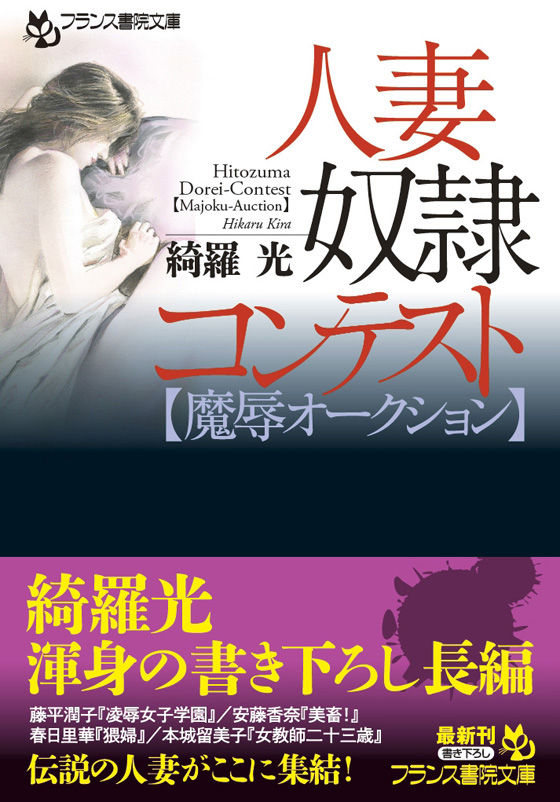 フランス書院文庫
人妻
奴隷
コンテスト
【魔辱オークション】
Hitozuma
Dorei-Contest
【Majoku-Auction】
Hikaru Kira
綺羅 光
綺羅光
渾身の書き下ろし長編
藤平潤子『凌辱女子学園』／安藤香奈『美畜！』
春日里華『猥婦』／本城留美子『女教師二十三歳』
伝説の人妻がここに集結！
最新刊
書き下ろし
フランス書院文庫